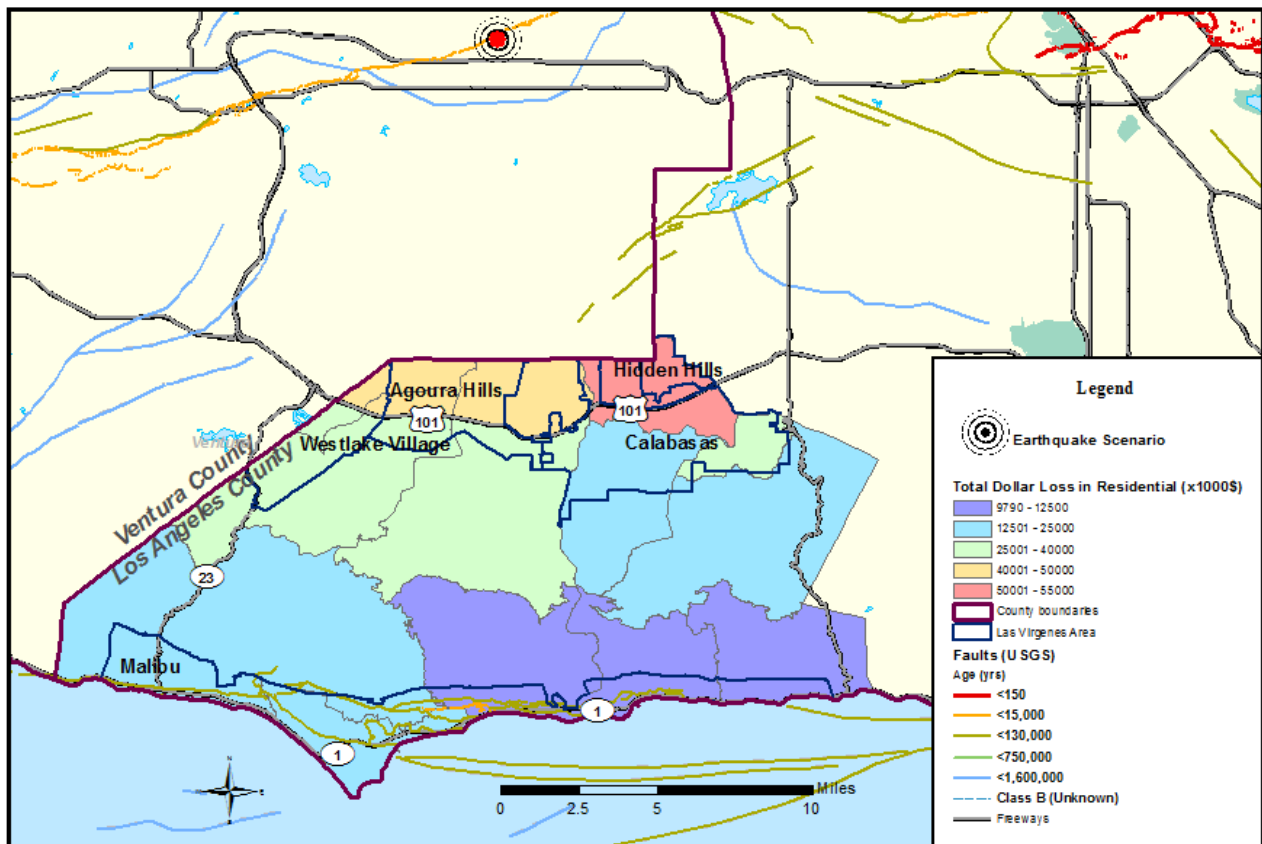 Hidden Hills
Agourra Hills
101
101
Westlake Village
Calabasas
Ventura County
Los Angeles County
23
Malibu
1
1
Miles
0 2.5 5 10
Legend
Earthquake Scenario
Total Dollar Loss in Residential (x1000$)
9790 - 12500
12501 - 25000
25001 - 40000
40001 - 50000
50001 - 55000
County boundaries
Las Virgenes Area
Faults (USGS)
Age (yrs)
<150
<15,000
<130,000
<750,000
<1,600,000
Class B (Unknown)
Freeways